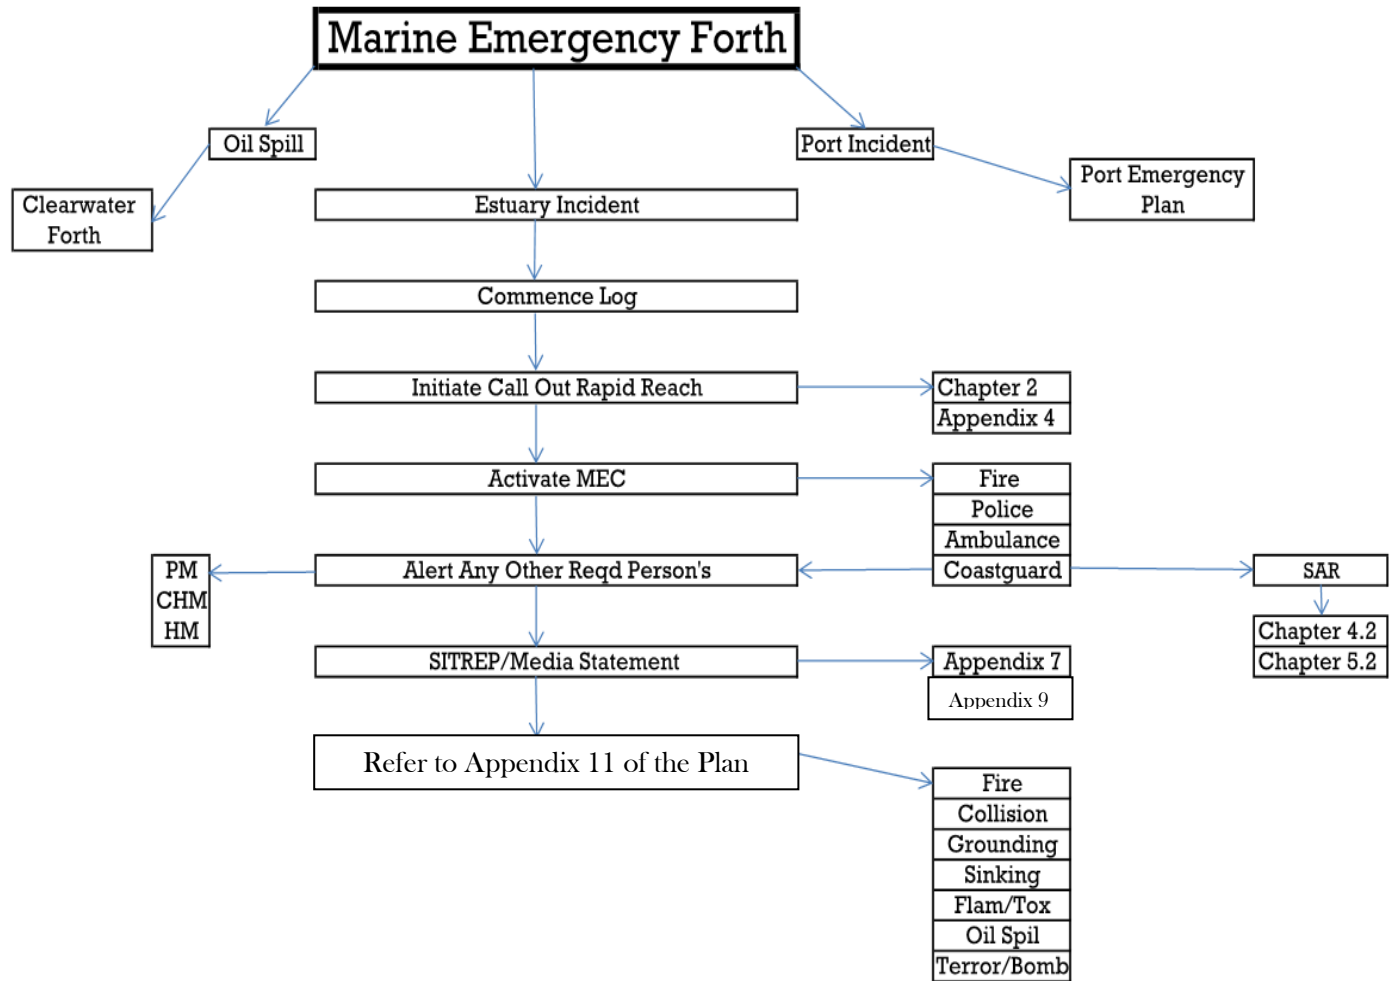 Marine Emergency Forth
Oil Spill
Port Incident
Clearwater
Forth
Port Emergency
Plan
Estuary Incident
Commence Log
Initiate Call Out Rapid Reach
Chapter 2
Appendix 4
Activate MEC
Fire
Police
Ambulance
Coastguard
Alert Any Other Reqd Person's
PM
CHM
HM
SAR
Chapter 4.2
Chapter 5.2
SITREP/Media Statement
Appendix 7
Appendix 9
Refer to Appendix 11 of the Plan
Fire
Collision
Grounding
Sinking
Flam/Tox
Oil Spil
Terror/Bomb